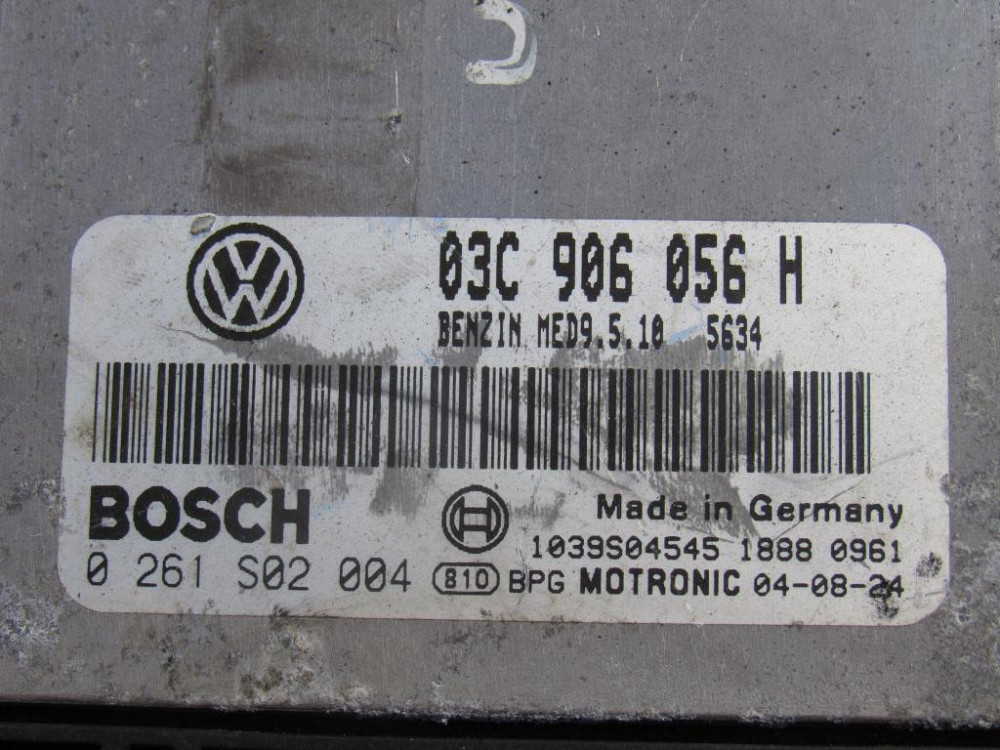 03C 906 056 H
BENZIN MED9.5.10 5634
BOSCH
Made in Germany
1039S04545 1888 0961
0 261 S02 004 810 BPG MOTRONIC 04-08-24